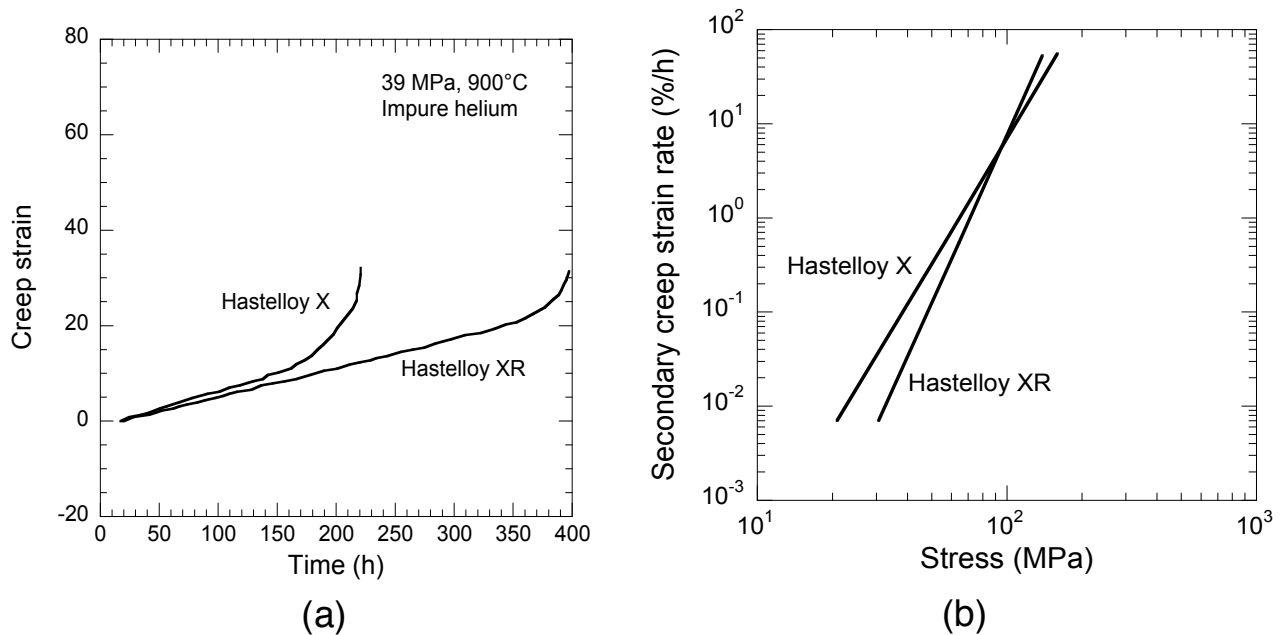 80
60
40
20
0
-20
Creep strain
39 MPa, 900°C
Impure helium
Hastelloy X
Hastelloy XR
0 50 100 150 200 250 300 350 400
Time (h)
(a)
10²
10¹
10⁰
10⁻¹
10⁻²
10⁻³
Secondary creep strain rate (%/h)
Hastelloy X
Hastelloy XR
10¹ 10² 10³
Stress (MPa)
(b)